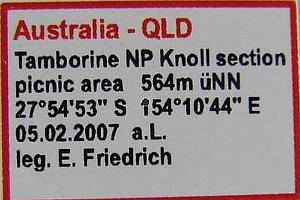 Australia - QLD
Tamborine NP Knoll section
picnic area 564m üNN
27°54'53" S 154°10'44" E
05.02.2007 a.L.
leg. E. Friedrich